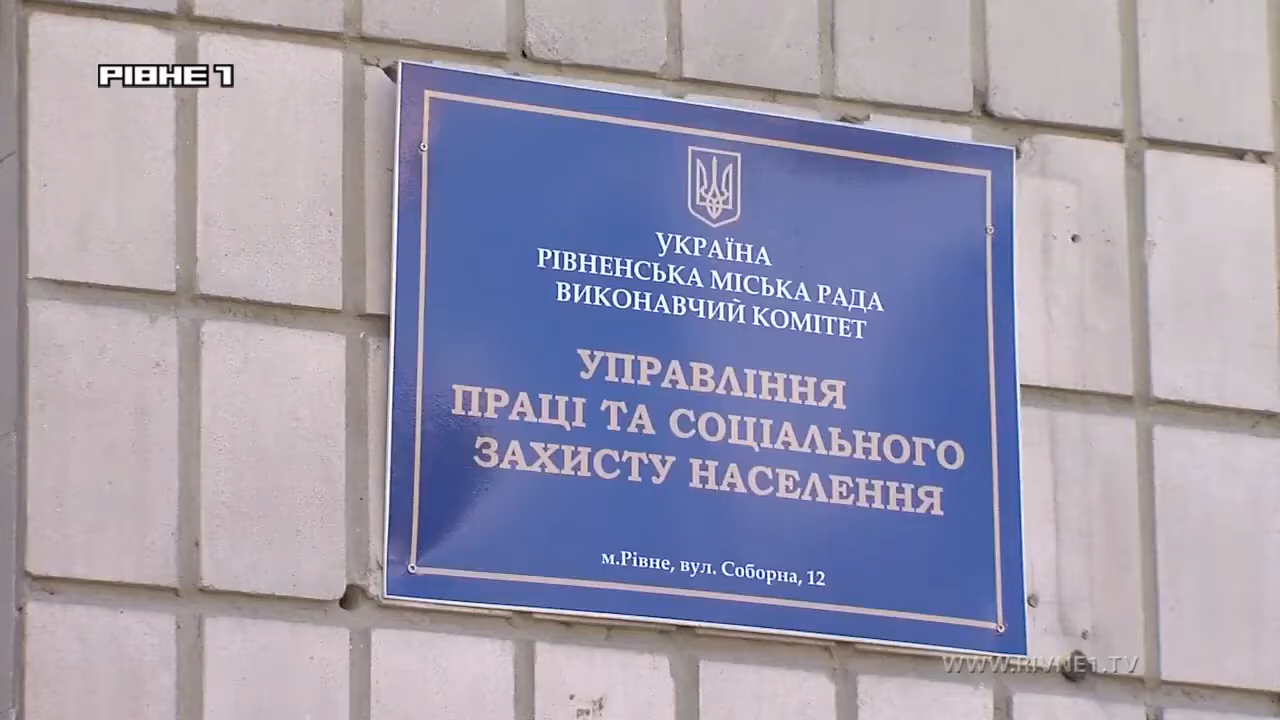 РІВНЕ 1
УКРАЇНА
РІВНЕНСЬКА МІСЬКА РАДА
ВИКОНАВЧИЙ КОМІТЕТ
УПРАВЛІННЯ
ПРАЦІ ТА СОЦІАЛЬНОГО
ЗАХИСТУ НАСЕЛЕННЯ
м.Рівне, вул. Соборна, 12
WWW.RIVNE1.TV